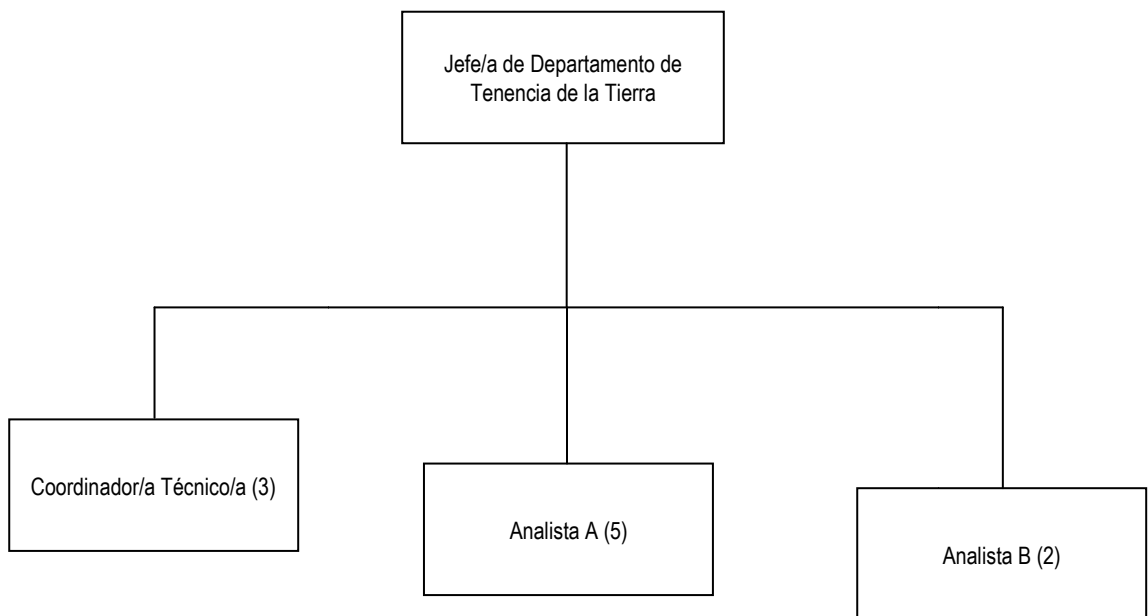 Jefe/a de Departamento de
Tenencia de la Tierra
Coordinador/a Técnico/a (3)
Analista A (5)
Analista B (2)